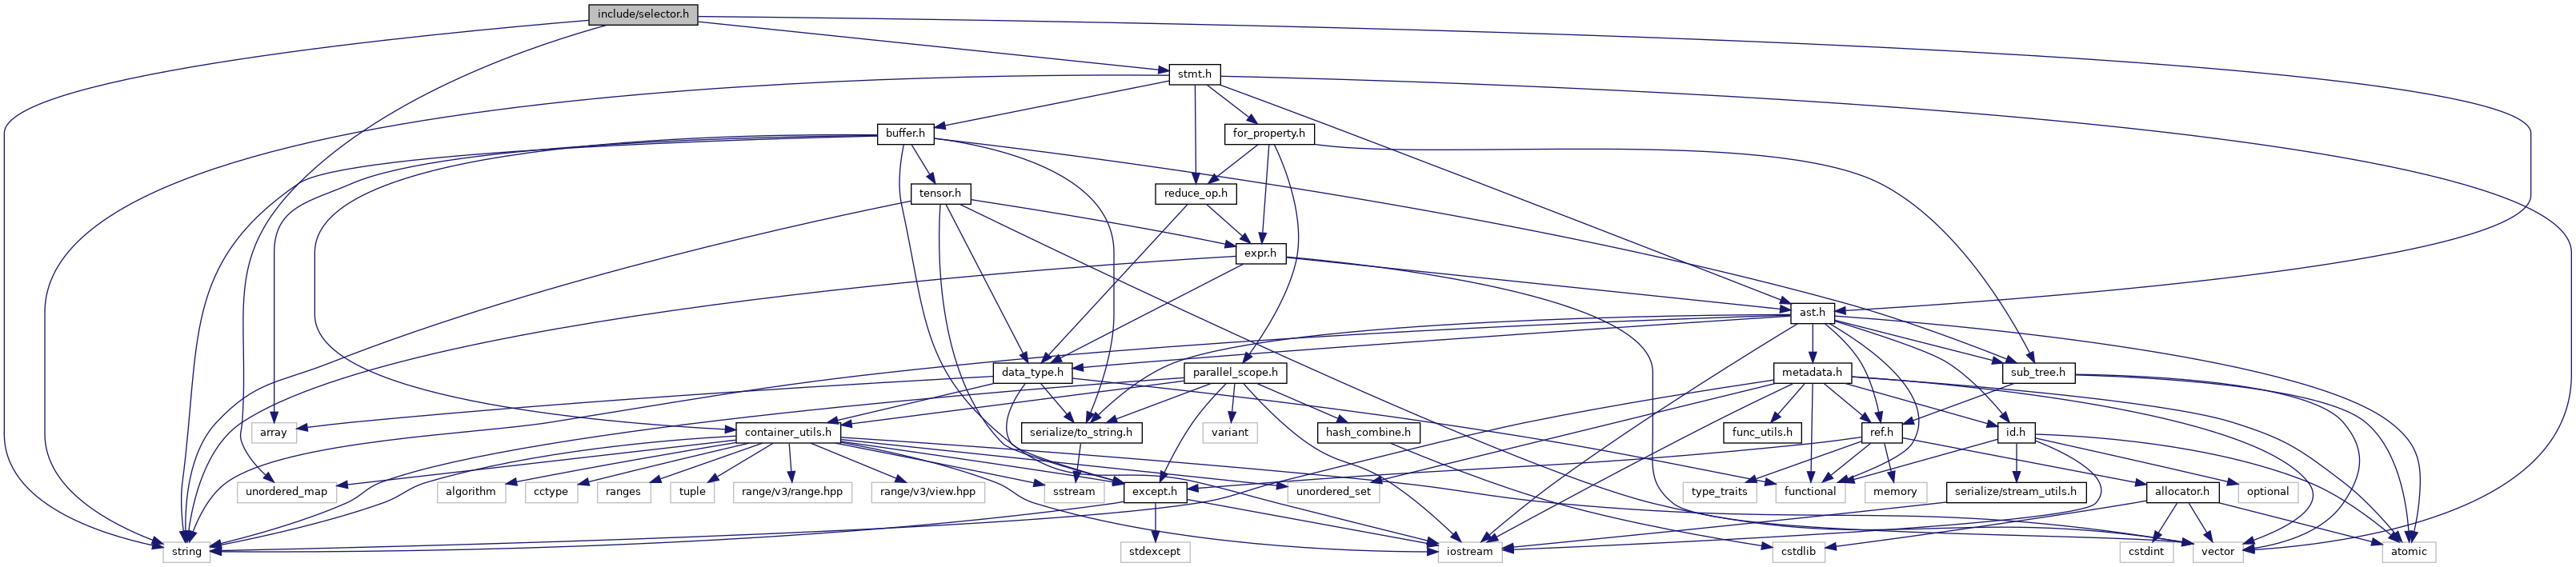 include/selector.h
stmt.h
buffer.h
for_property.h
tensor.h
reduce_op.h
expr.h
ast.h
data_type.h
parallel_scope.h
metadata.h
sub_tree.h
array
container_utils.h
serialize/to_string.h
variant
hash_combine.h
func_utils.h
ref.h
id.h
unordered_map
algorithm
cctype
ranges
tuple
range/v3/range.hpp
range/v3/view.hpp
sstream
except.h
unordered_set
type_traits
functional
memory
serialize/stream_utils.h
allocator.h
optional
string
stdexcept
iostream
cstdlib
cstdint
vector
atomic